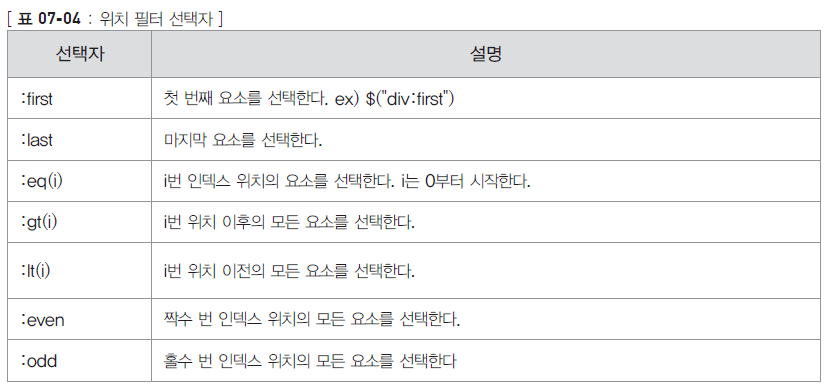 [ 표 07-04 : 위치 필터 선택자 ]
선택자 설명
:first 첫 번째 요소를 선택한다. ex) $("div:first")
:last 마지막 요소를 선택한다.
:eq(i) i번 인덱스 위치의 요소를 선택한다. i는 0부터 시작한다.
:gt(i) i번 위치 이후의 모든 요소를 선택한다.
:lt(i) i번 위치 이전의 모든 요소를 선택한다.
:even 짝수 번 인덱스 위치의 모든 요소를 선택한다.
:odd 홀수 번 인덱스 위치의 모든 요소를 선택한다